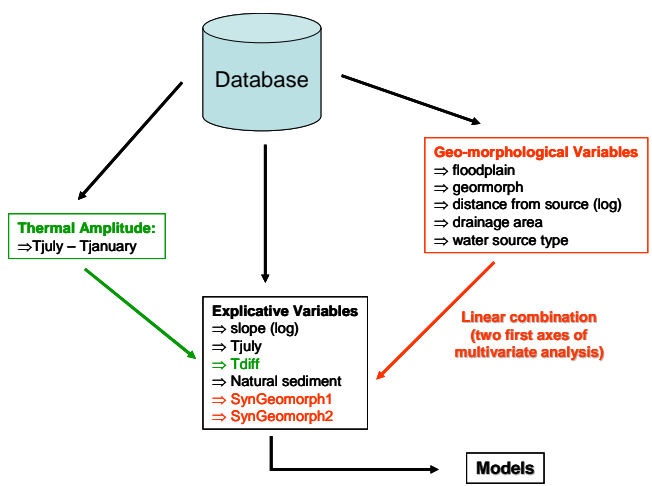 Database
Geo-morphological Variables
⇒ floodplain
⇒ geormorph
⇒ distance from source (log)
⇒ drainage area
⇒ water source type
Thermal Amplitude:
⇒Tjuly – Tjanuary
Explicative Variables
⇒ slope (log)
⇒ Tjuly
⇒ Tdiff
⇒ Natural sediment
⇒ SynGeomorph1
⇒ SynGeomorph2
Linear combination
(two first axes of
multivariate analysis)
Models